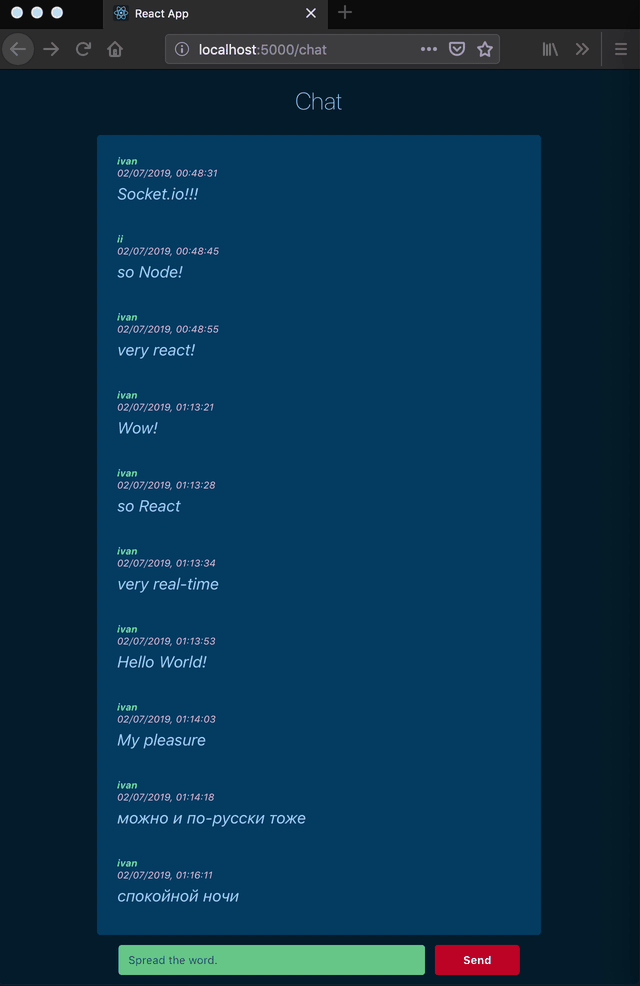 React App
localhost:5000/chat
Chat
ivan
02/07/2019, 00:48:31
Socket.io!!!
ii
02/07/2019, 00:48:45
so Node!
ivan
02/07/2019, 00:48:55
very react!
ivan
02/07/2019, 01:13:21
Wow!
ivan
02/07/2019, 01:13:28
so React
ivan
02/07/2019, 01:13:34
very real-time
ivan
02/07/2019, 01:13:53
Hello World!
ivan
02/07/2019, 01:14:03
My pleasure
ivan
02/07/2019, 01:14:18
можно и по-русски тоже
ivan
02/07/2019, 01:16:11
спокойной ночи
Spread the word.
Send